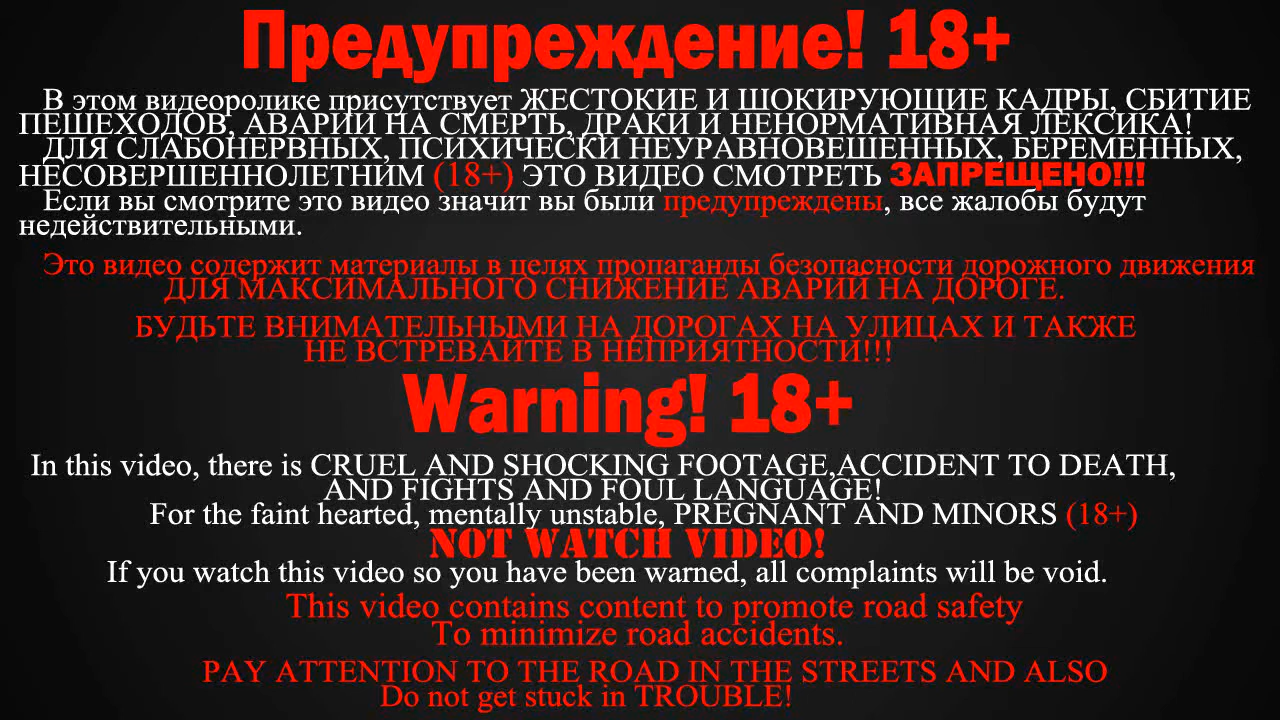 Предупреждение! 18+
В этом видеоролике присутствует ЖЕСТОКИЕ И ШОКИРУЮЩИЕ КАДРЫ, СБИТИЕ
ПЕШЕХОДОВ, АВАРИИ НА СМЕРТЬ, ДРАКИ И НЕНОРМАТИВНАЯ ЛЕКСИКА!
ДЛЯ СЛАБОНЕРВНЫХ, ПСИХИЧЕСКИ НЕУРАВНОВЕШЕННЫХ, БЕРЕМЕННЫХ,
НЕСОВЕРШЕННОЛЕТНИМ (18+) ЭТО ВИДЕО СМОТРЕТЬ ЗАПРЕЩЕНО!!!
Если вы смотрите это видео значит вы были предупреждены, все жалобы будут
недействительными.
Это видео содержит материалы в целях пропаганды безопасности дорожного движения
ДЛЯ МАКСИМАЛЬНОГО СНИЖЕНИЕ АВАРИЙ НА ДОРОГЕ.
БУДЬТЕ ВНИМАТЕЛЬНЫМИ НА ДОРОГАХ НА УЛИЦАХ И ТАКЖЕ
НЕ ВСТРЕВАЙТЕ В НЕПРИЯТНОСТИ!!!
Warning! 18+
In this video, there is CRUEL AND SHOCKING FOOTAGE,ACCIDENT TO DEATH,
AND FIGHTS AND FOUL LANGUAGE!
For the faint hearted, mentally unstable, PREGNANT AND MINORS (18+)
NOT WATCH VIDEO!
If you watch this video so you have been warned, all complaints will be void.
This video contains content to promote road safety
To minimize road accidents.
PAY ATTENTION TO THE ROAD IN THE STREETS AND ALSO
Do not get stuck in TROUBLE!